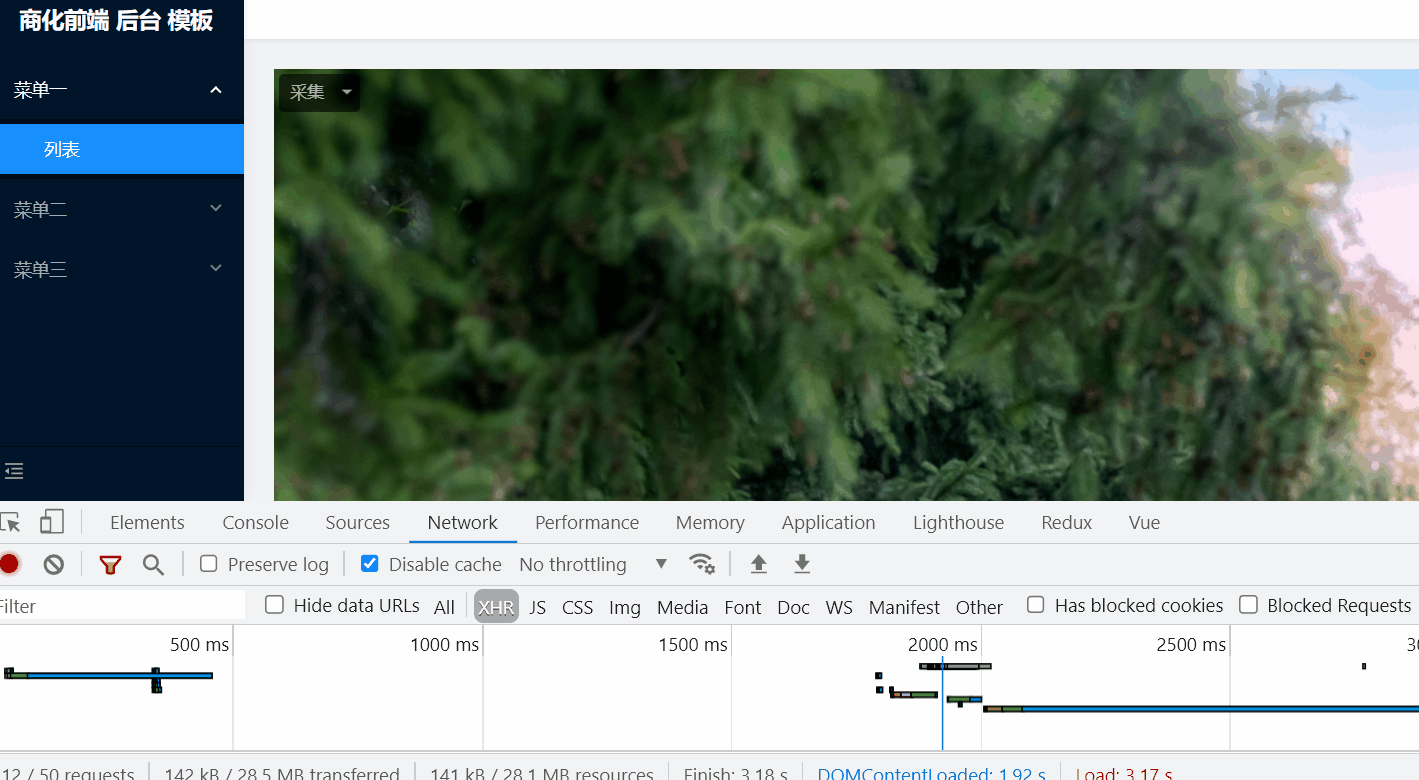 商化前端 后台 模板
菜单一
列表
菜单二
菜单三
采集
Elements Console Sources Network Performance Memory Application Lighthouse Redux Vue
Preserve log Disable cache No throttling
Filter Hide data URLs All XHR JS CSS Img Media Font Doc WS Manifest Other Has blocked cookies Blocked Requests
500 ms 1000 ms 1500 ms 2000 ms 2500 ms 30
12 / 50 requests 142 kB / 28.5 MB transferred 141 kB / 28.1 MB resources Finish: 3.18 s DOMContentLoaded: 1.92 s Load: 3.17 s